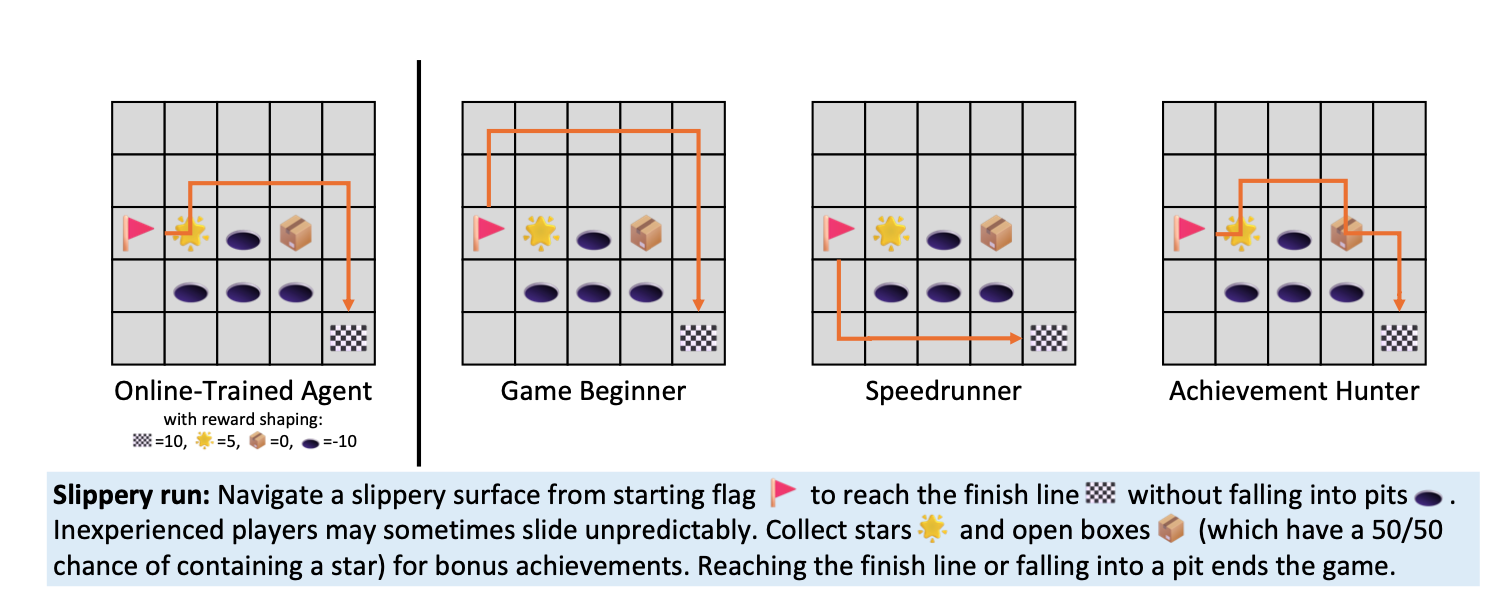 Online-Trained Agent
with reward shaping:
=10, =5, =0, =-10
Game Beginner
Speedrunner
Achievement Hunter
Slippery run: Navigate a slippery surface from starting flag to reach the finish line without falling into pits .
Inexperienced players may sometimes slide unpredictably. Collect stars and open boxes (which have a 50/50
chance of containing a star) for bonus achievements. Reaching the finish line or falling into a pit ends the game.